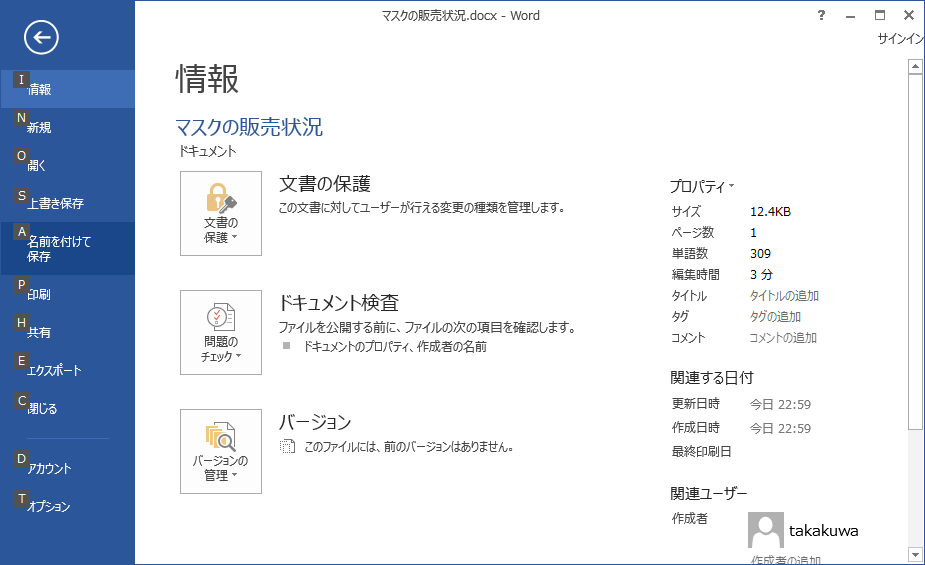 マスクの販売状況.docx - Word
?
サインイン
I
情報
N
新規
O
開く
S
上書き保存
A
名前を付けて
保存
P
印刷
H
共有
E
エクスポート
C
閉じる
D
アカウント
T
オプション
情報
マスクの販売状況
ドキュメント
文書の
保護
文書の保護
この文書に対してユーザーが行える変更の種類を管理します。
問題の
チェック
ドキュメント検査
ファイルを公開する前に、ファイルの次の項目を確認します。
ドキュメントのプロパティ、作成者の名前
バージョンの
管理
バージョン
このファイルには、前のバージョンはありません。
プロパティ
サイズ 12.4KB
ページ数 1
単語数 309
編集時間 3 分
タイトル タイトルの追加
タグ タグの追加
コメント コメントの追加
関連する日付
更新日時 今日 22:59
作成日時 今日 22:59
最終印刷日
関連ユーザー
作成者 takakuwa
作成者の追加